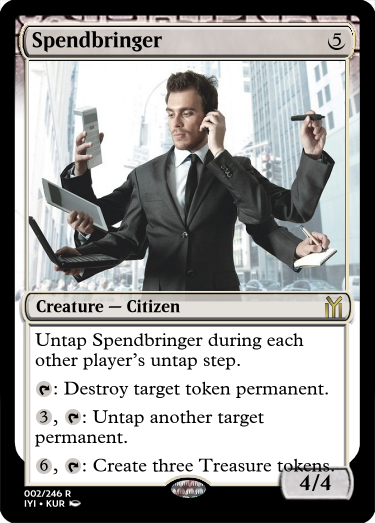 Spendbringer 5
Creature — Citizen
Untap Spendbringer during each
other player's untap step.
: Destroy target token permanent.
3, : Untap another target
permanent.
6, : Create three Treasure tokens.
4/4
002/246 R
IYI • KUR